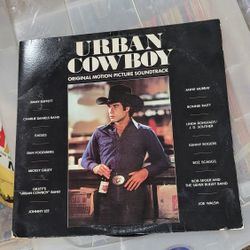 URBAN
COWBOY
ORIGINAL MOTION PICTURE SOUNDTRACK
JIMMY BUFFETT
CHARLIE DANIELS BAND
EAGLES
DAN FOGELBERG
MICKEY GILLEY
GILLEY'S
"URBAN COWBOY" BAND
JOHNNY LEE
ANNE MURRAY
BONNIE RAITT
LINDA RONSTADT/
J. D. SOUTHER
KENNY ROGERS
BOZ SCAGGS
BOB SEGER AND
THE SILVER BULLET BAND
JOE WALSH